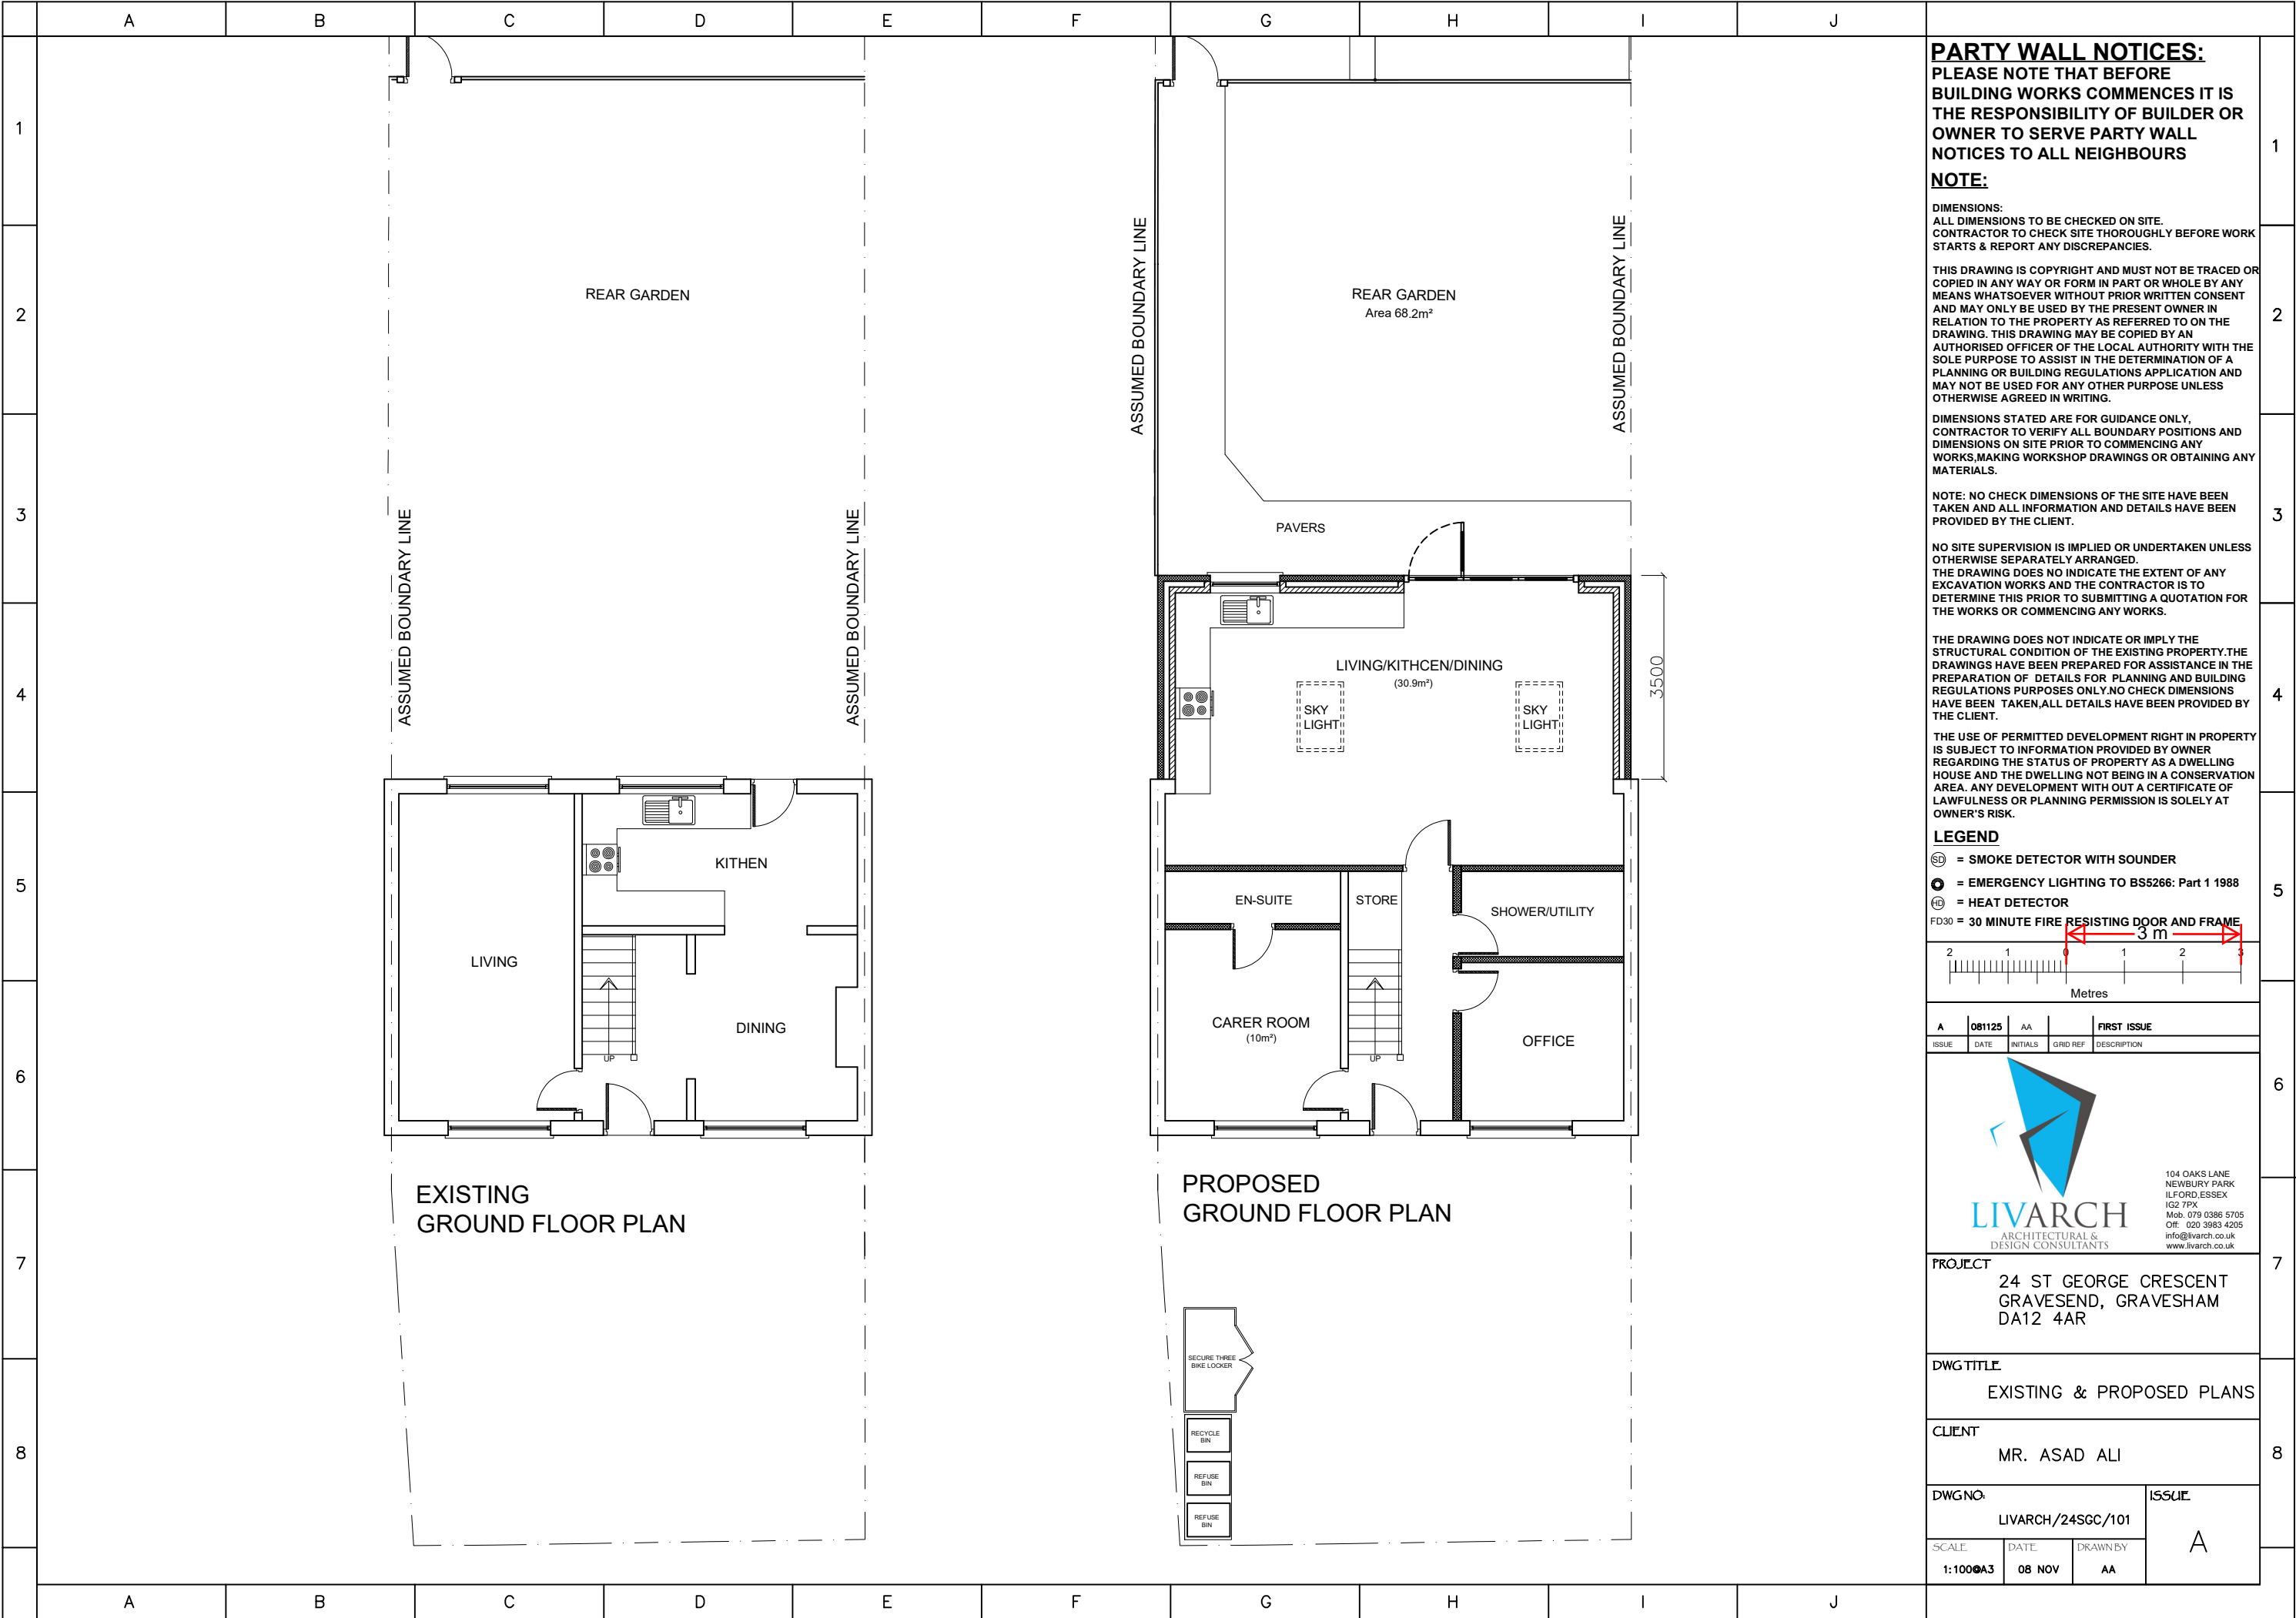 A B C D E F G H I J
1
2
3
4
5
6
7
8
REAR GARDEN
ASSUMED BOUNDARY LINE
ASSUMED BOUNDARY LINE
KITHEN
LIVING
DINING
UP
EXISTING
GROUND FLOOR PLAN
ASSUMED BOUNDARY LINE
ASSUMED BOUNDARY LINE
REAR GARDEN
Area 68.2m²
PAVERS
LIVING/KITHCEN/DINING
(30.9m²)
SKY
LIGHT
SKY
LIGHT
3500
EN-SUITE
STORE
SHOWER/UTILITY
CARER ROOM
(10m²)
OFFICE
UP
PROPOSED
GROUND FLOOR PLAN
SECURE THREE
BIKE LOCKER
RECYCLE
BIN
REFUSE
BIN
REFUSE
BIN
A B C D E F G H I J
PARTY WALL NOTICES:
PLEASE NOTE THAT BEFORE
BUILDING WORKS COMMENCES IT IS
THE RESPONSIBILITY OF BUILDER OR
OWNER TO SERVE PARTY WALL
NOTICES TO ALL NEIGHBOURS
NOTE:
DIMENSIONS:
ALL DIMENSIONS TO BE CHECKED ON SITE.
CONTRACTOR TO CHECK SITE THOROUGHLY BEFORE WORK
STARTS & REPORT ANY DISCREPANCIES.
THIS DRAWING IS COPYRIGHT AND MUST NOT BE TRACED OR
COPIED IN ANY WAY OR FORM IN PART OR WHOLE BY ANY
MEANS WHATSOEVER WITHOUT PRIOR WRITTEN CONSENT
AND MAY ONLY BE USED BY THE PRESENT OWNER IN
RELATION TO THE PROPERTY AS REFERRED TO ON THE
DRAWING. THIS DRAWING MAY BE COPIED BY AN
AUTHORISED OFFICER OF THE LOCAL AUTHORITY WITH THE
SOLE PURPOSE TO ASSIST IN THE DETERMINATION OF A
PLANNING OR BUILDING REGULATIONS APPLICATION AND
MAY NOT BE USED FOR ANY OTHER PURPOSE UNLESS
OTHERWISE AGREED IN WRITING.
DIMENSIONS STATED ARE FOR GUIDANCE ONLY,
CONTRACTOR TO VERIFY ALL BOUNDARY POSITIONS AND
DIMENSIONS ON SITE PRIOR TO COMMENCING ANY
WORKS,MAKING WORKSHOP DRAWINGS OR OBTAINING ANY
MATERIALS.
NOTE: NO CHECK DIMENSIONS OF THE SITE HAVE BEEN
TAKEN AND ALL INFORMATION AND DETAILS HAVE BEEN
PROVIDED BY THE CLIENT.
NO SITE SUPERVISION IS IMPLIED OR UNDERTAKEN UNLESS
OTHERWISE SEPARATELY ARRANGED.
THE DRAWING DOES NO INDICATE THE EXTENT OF ANY
EXCAVATION WORKS AND THE CONTRACTOR IS TO
DETERMINE THIS PRIOR TO SUBMITTING A QUOTATION FOR
THE WORKS OR COMMENCING ANY WORKS.
THE DRAWING DOES NOT INDICATE OR IMPLY THE
STRUCTURAL CONDITION OF THE EXISTING PROPERTY.THE
DRAWINGS HAVE BEEN PREPARED FOR ASSISTANCE IN THE
PREPARATION OF DETAILS FOR PLANNING AND BUILDING
REGULATIONS PURPOSES ONLY.NO CHECK DIMENSIONS
HAVE BEEN TAKEN,ALL DETAILS HAVE BEEN PROVIDED BY
THE CLIENT.
THE USE OF PERMITTED DEVELOPMENT RIGHT IN PROPERTY
IS SUBJECT TO INFORMATION PROVIDED BY OWNER
REGARDING THE STATUS OF PROPERTY AS A DWELLING
HOUSE AND THE DWELLING NOT BEING IN A CONSERVATION
AREA. ANY DEVELOPMENT WITH OUT A CERTIFICATE OF
LAWFULNESS OR PLANNING PERMISSION IS SOLELY AT
OWNER'S RISK.
LEGEND
SD = SMOKE DETECTOR WITH SOUNDER
= EMERGENCY LIGHTING TO BS5266: Part 1 1988
HD = HEAT DETECTOR
FD30 = 30 MINUTE FIRE RESISTING DOOR AND FRAME
3 m
2 1 0 1 2 3
Metres
A 081125 AA FIRST ISSUE
ISSUE DATE INITIALS GRID REF DESCRIPTION
LIVARCH
ARCHITECTURAL &
DESIGN CONSULTANTS
104 OAKS LANE
NEWBURY PARK
ILFORD,ESSEX
IG2 7PX
Mob. 079 0386 5705
Off: 020 3983 4205
info@livarch.co.uk
www.livarch.co.uk
PROJECT
24 ST GEORGE CRESCENT
GRAVESEND, GRAVESHAM
DA12 4AR
DWG TITLE
EXISTING & PROPOSED PLANS
CLIENT
MR. ASAD ALI
DWG NO:
LIVARCH/24SGC/101
ISSUE
A
SCALE DATE DRAWN BY
1:100@A3 08 NOV AA
1
2
3
4
5
6
7
8